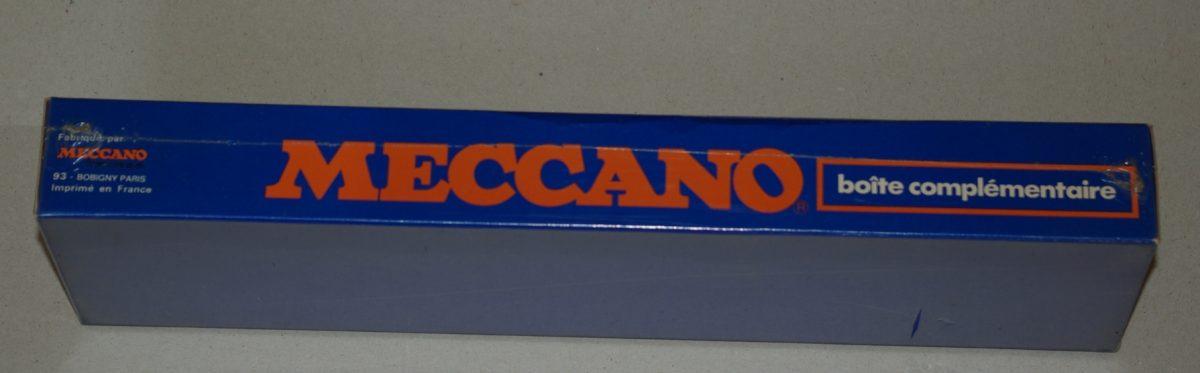 Fabriqué par
MECCANO
93 - BOBIGNY PARIS
Imprimé en France
MECCANO®
boîte complémentaire